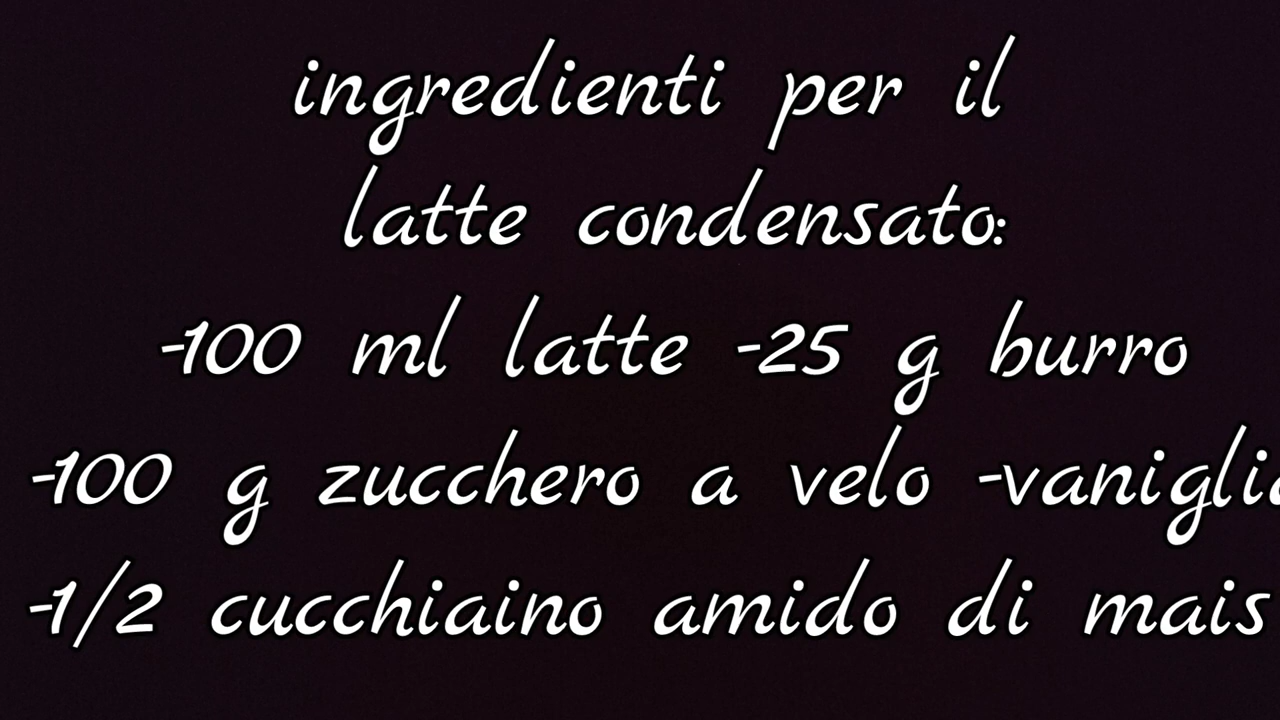 ingredienti per il
latte condensato:
-100 ml latte -25 g burro
-100 g zucchero a velo -vaniglia
-1/2 cucchiaino amido di mais